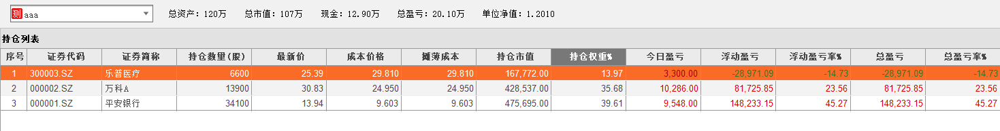 测 aaa 总资产：120万 总市值：107万 现金：12.90万 总盈亏：20.10万 单位净值：1.2010
持仓列表
序号 证券代码 证券简称 持仓数量(股) 最新价 成本价格 摊薄成本 持仓市值 持仓权重% 今日盈亏 浮动盈亏 浮动盈亏率% 总盈亏 总盈亏率%
1 300003.SZ 乐普医疗 6600 25.39 29.810 29.810 167,772.00 13.97 3,300.00 -28,971.09 -14.73 -28,971.09 -14.73
2 000002.SZ 万科A 13900 30.83 24.950 24.950 428,537.00 35.68 10,286.00 81,725.85 23.56 81,725.85 23.56
3 000001.SZ 平安银行 34100 13.94 9.603 9.603 475,695.00 39.61 9,548.00 148,233.15 45.27 148,233.15 45.27